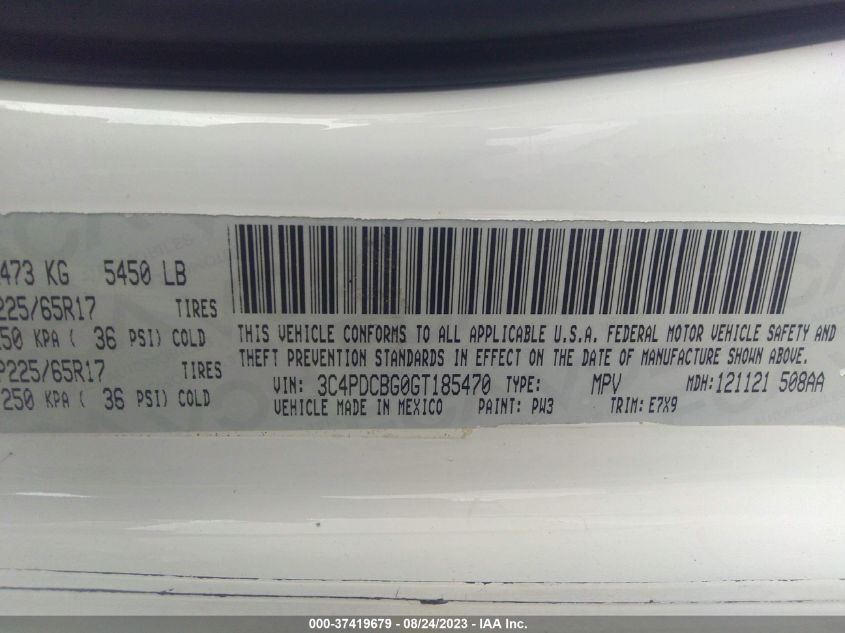 473 KG 5450 LB
225/65R17 TIRES
250 KPA ( 36 PSI) COLD
P225/65R17 TIRES
250 KPA ( 36 PSI) COLD
THIS VEHICLE CONFORMS TO ALL APPLICABLE U.S.A. FEDERAL MOTOR VEHICLE SAFETY AND
THEFT PREVENTION STANDARDS IN EFFECT ON THE DATE OF MANUFACTURE SHOWN ABOVE.
VIN: 3C4PDCBG0GT185470 TYPE: MPV MDH: 121121 508AA
VEHICLE MADE IN MEXICO PAINT: PW3 TRIM: E7X9
000-37419679 - 08/24/2023 - IAA Inc.